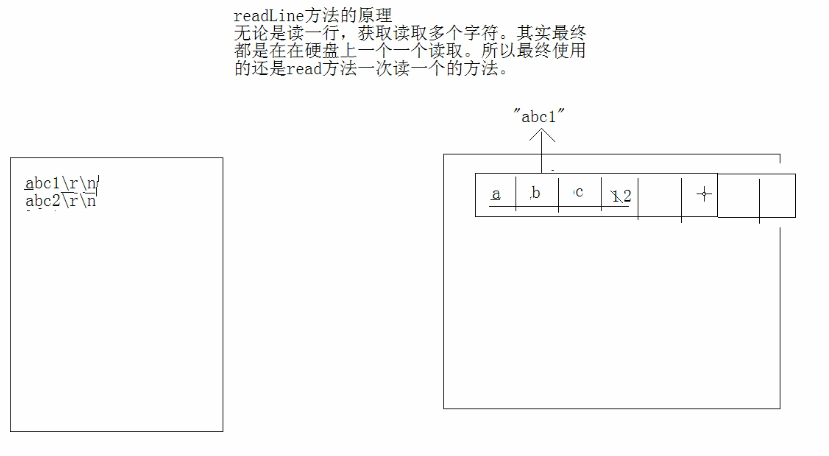 readLine方法的原理
无论是读一行，获取读取多个字符。其实最终
都是在在硬盘上一个一个读取。所以最终使用
的还是read方法一次读一个的方法。
"abc1"
abc1\r\n
abc2\r\n
a b c 12